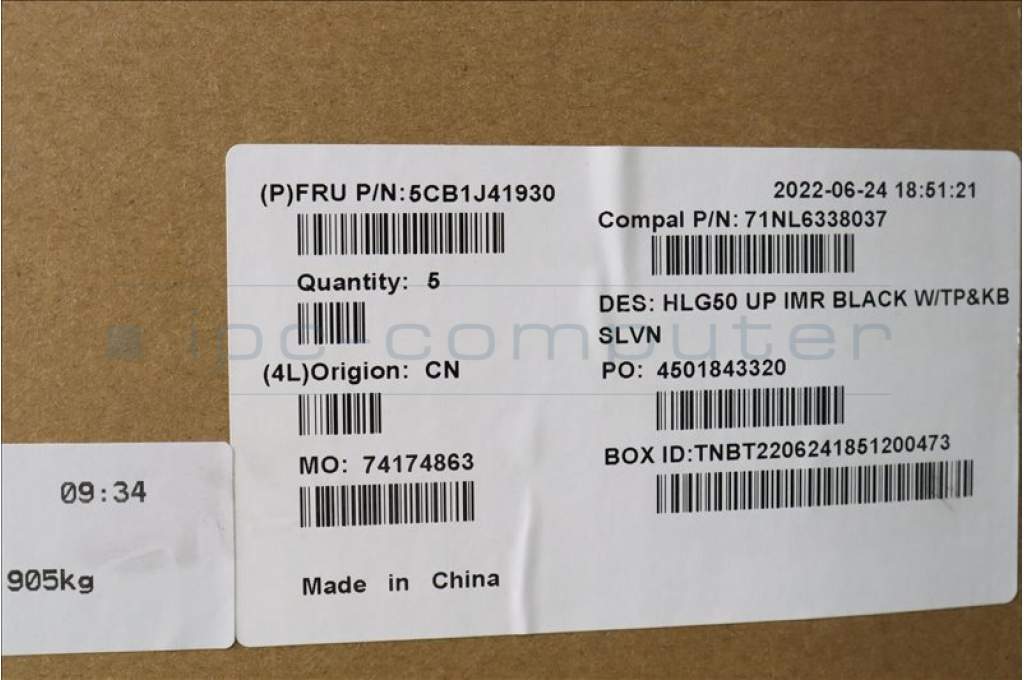 (P)FRU P/N:5CB1J41930
Quantity: 5
(4L)Origion: CN
MO: 74174863
Made in China
2022-06-24 18:51:21
Compal P/N: 71NL6338037
DES: HLG50 UP IMR BLACK W/TP&KB
SLVN
PO: 4501843320
BOX ID:TNBT2206241851200473
ipc-computer
09:34
905kg